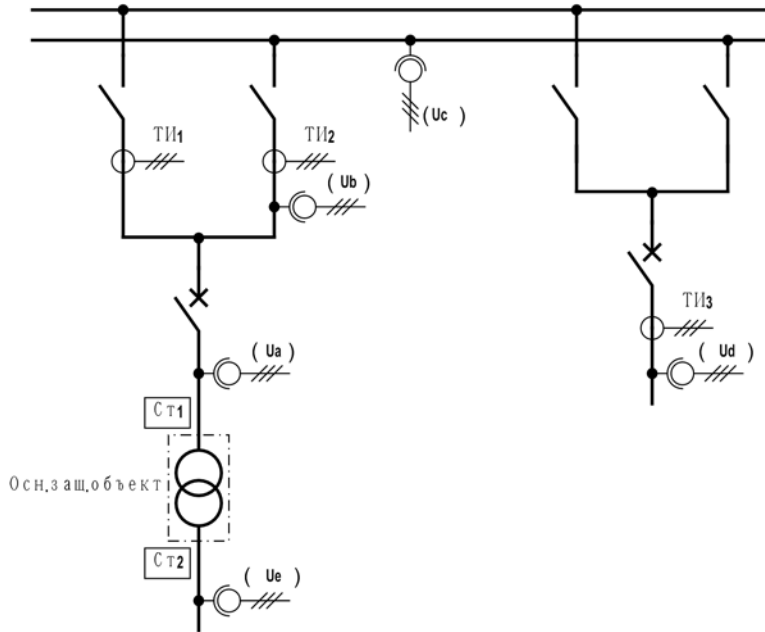 ТИ1
ТИ2
(Uc)
(Ub)
ТИ3
(Ua)
(Ud)
Ст1
Осн.защ.объект
Ст2
(Ue)